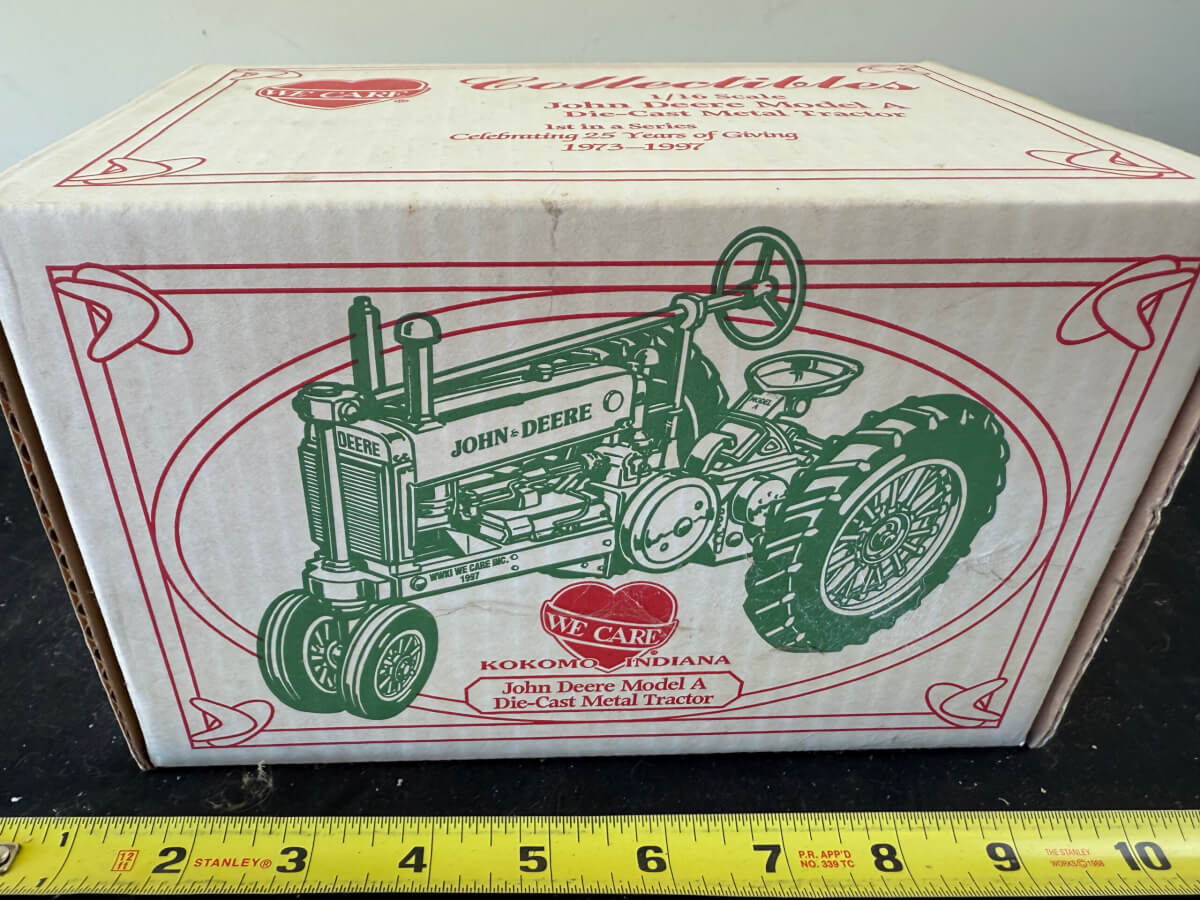 WE CARE®
Collectibles
1/16 Scale
John Deere Model A
Die-Cast Metal Tractor
1st in a Series
Celebrating 25 Years of Giving
1973-1997
DEERE
JOHN DEERE
MODEL
A
WWKI WE CARE INC.
1997
WE CARE
KOKOMO INDIANA
John Deere Model A
Die-Cast Metal Tractor
1 2 STANLEY® 3 4 5 6 7 P.R. APP'D NO. 339 TC 8 9 THE STANLEY WORKS©1988 10